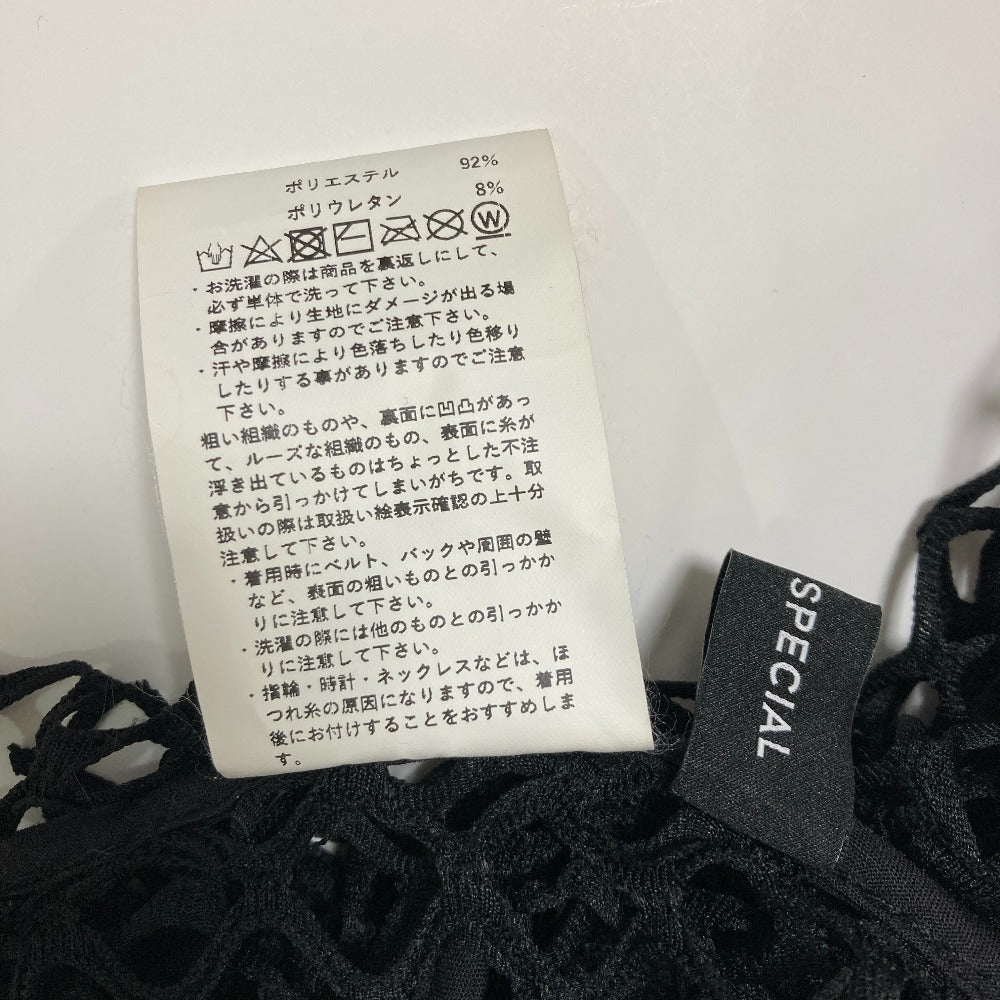 ポリエステル 92%
ポリウレタン 8%
W
・お洗濯の際は商品を裏返しにして、
必ず単体で洗って下さい。
・摩擦により生地にダメージが出る場
合がありますのでご注意下さい。
・汗や摩擦により色落ちしたり色移り
したりする事がありますのでご注意
下さい。
粗い組織のものや、裏面に凹凸があっ
て、ルーズな組織のもの、表面に糸が
浮き出ているものはちょっとした不注
意から引っかけてしまいがちです。取
扱いの際は取扱い絵表示確認の上十分
注意して下さい。
・着用時にベルト、バックや周囲の壁
など、表面の粗いものとの引っかか
りに注意して下さい。
・洗濯の際には他のものとの引っかか
りに注意して下さい。
・指輪・時計・ネックレスなどは、ほ
つれ糸の原因になりますので、着用
後にお付けすることをおすすめしま
す。
SPECIAL